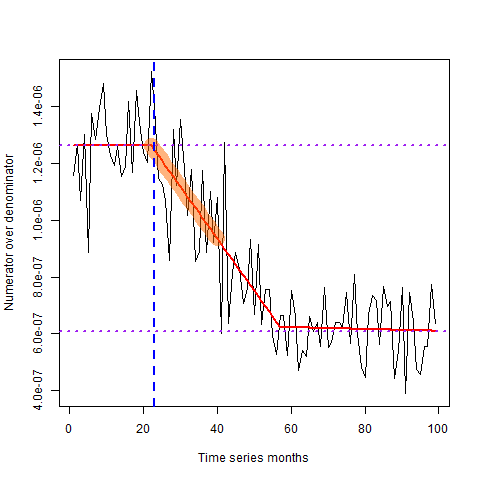 Numerator over denominator
1.4e-06
1.2e-06
1.0e-06
8.0e-07
6.0e-07
4.0e-07
0 20 40 60 80 100
Time series months